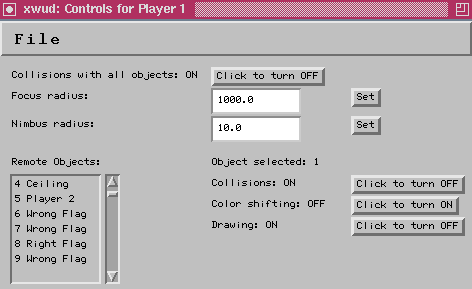 xwud: Controls for Player 1
File
Collisions with all objects: ON Click to turn OFF
Focus radius: 1000.0 Set
Nimbus radius: 10.0 Set
Remote Objects: Object selected: 1
4 Ceiling
5 Player 2
6 Wrong Flag
7 Wrong Flag
8 Right Flag
9 Wrong Flag
Collisions: ON Click to turn OFF
Color shifting: OFF Click to turn ON
Drawing: ON Click to turn OFF